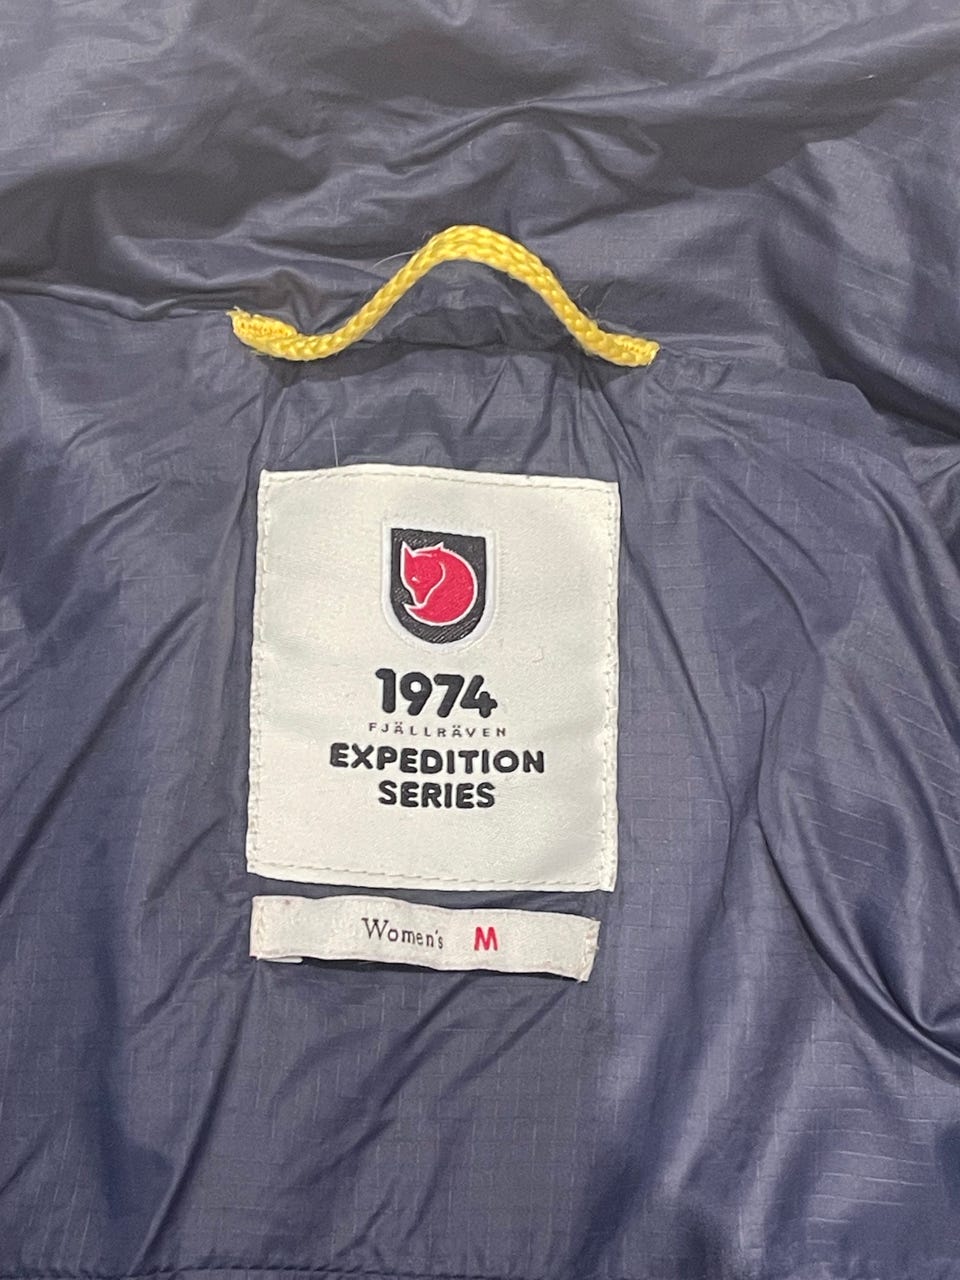 1974
FJÄLLRÄVEN
EXPEDITION
SERIES
Women's M